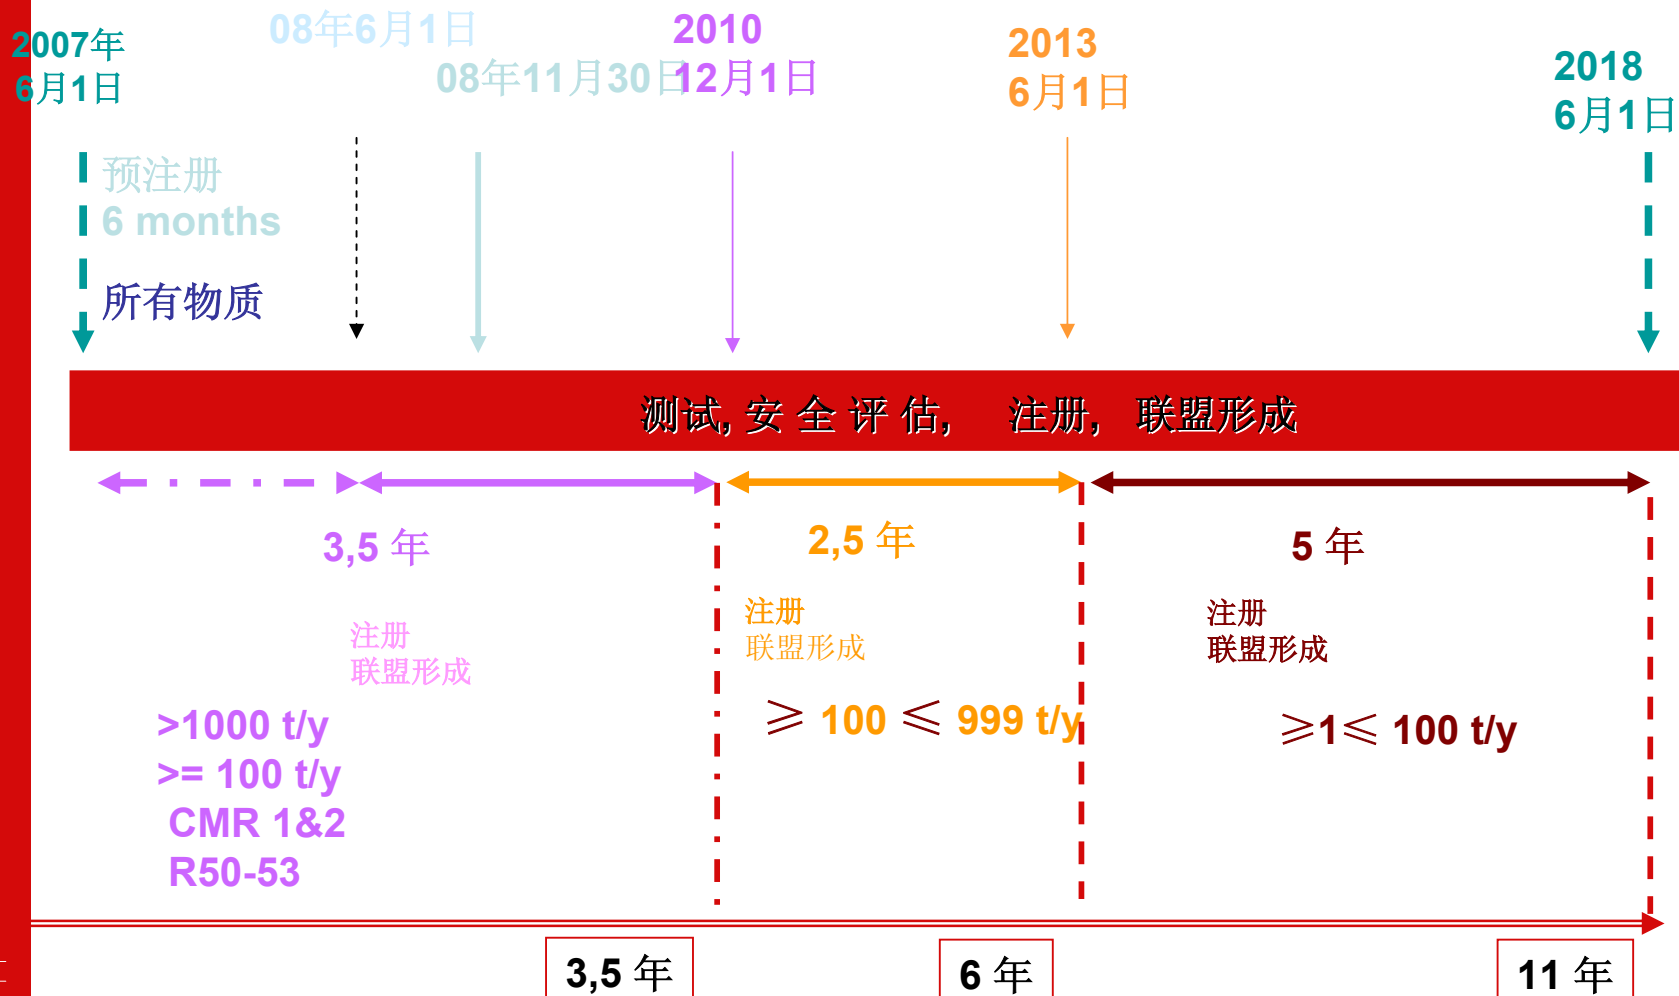 2007年
6月1日
08年6月1日
08年11月30日
2010
12月1日
2013
6月1日
2018
6月1日
预注册
6 months
所有物质
测试, 安 全 评 估, 注册, 联盟形成
3,5 年
2,5 年
5 年
注册
联盟形成
注册
联盟形成
注册
联盟形成
>1000 t/y
>= 100 t/y
CMR 1&2
R50-53
≥ 100 ≤ 999 t/y
≥1≤ 100 t/y
3,5 年
6 年
11 年